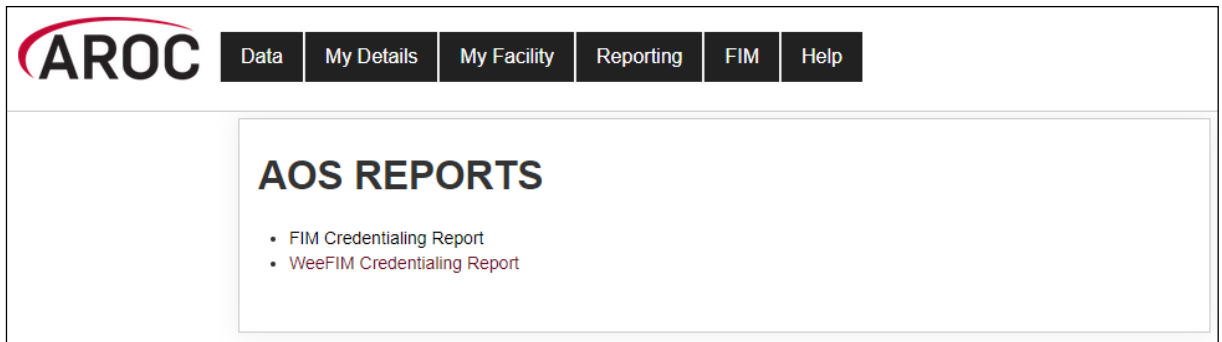 AROC
Data My Details My Facility Reporting FIM Help
AOS REPORTS
• FIM Credentialing Report
• WeeFIM Credentialing Report